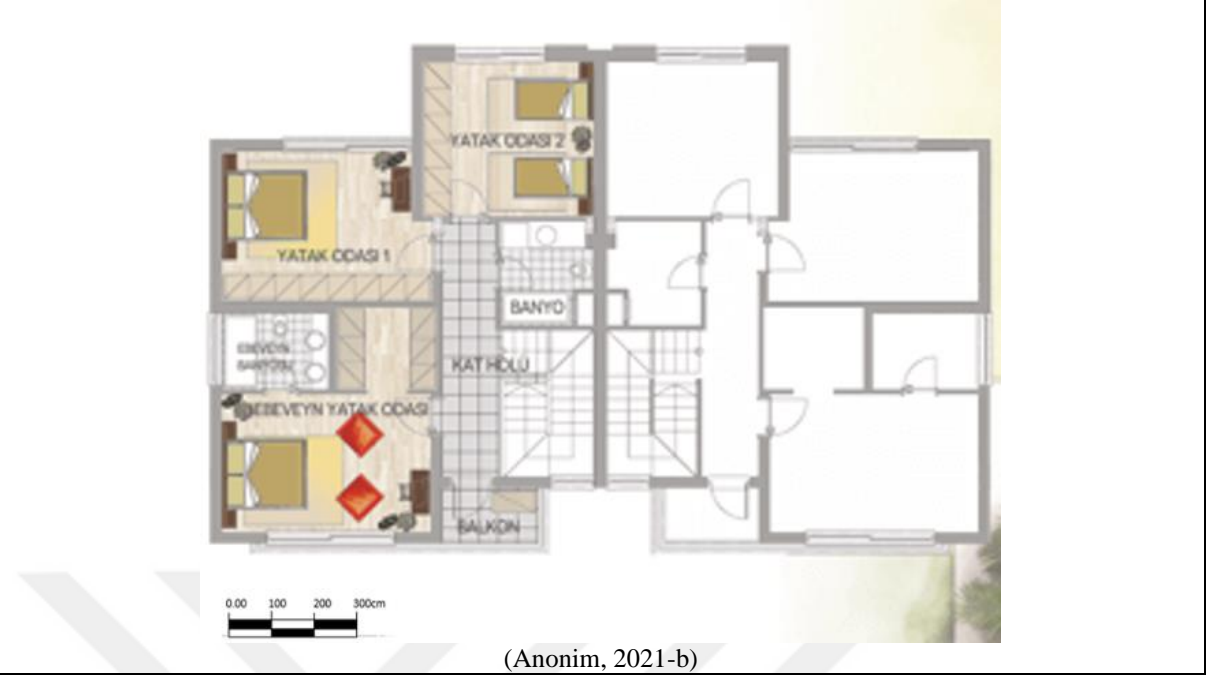 YATAK ODASI 2
YATAK ODASI 1
BANYO
EBEVEYN
BANYOSU
KAT HOLÜ
EBEVEYN YATAK ODASI
BALKON
0.00 100 200 300cm
(Anonim, 2021-b)